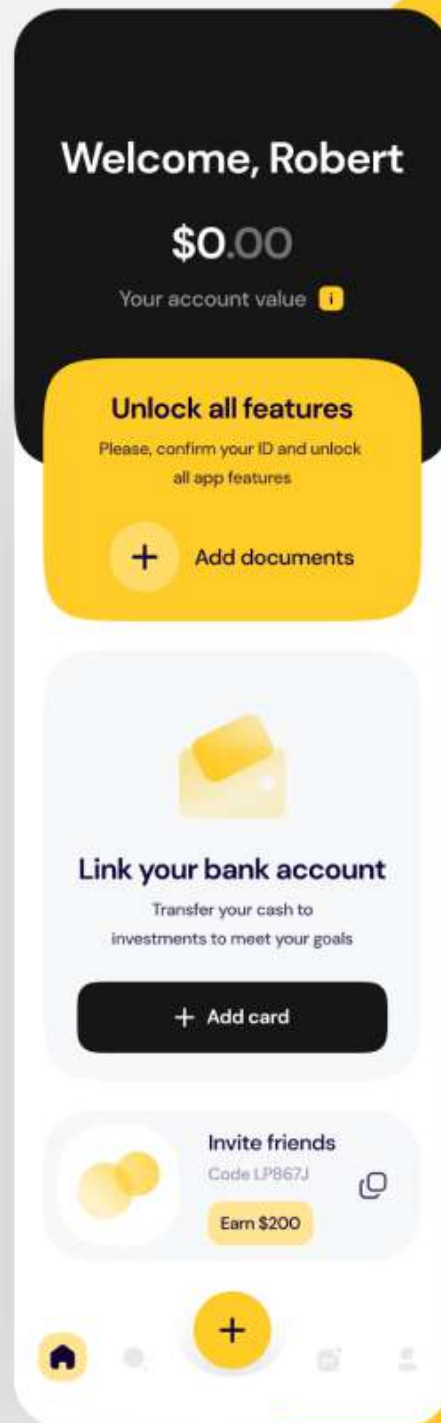 Welcome, Robert
$0.00
Your account value i
Unlock all features
Please, confirm your ID and unlock
all app features
Add documents
Link your bank account
Transfer your cash to
investments to meet your goals
Add card
Invite friends
Code LP867J
Earn $200